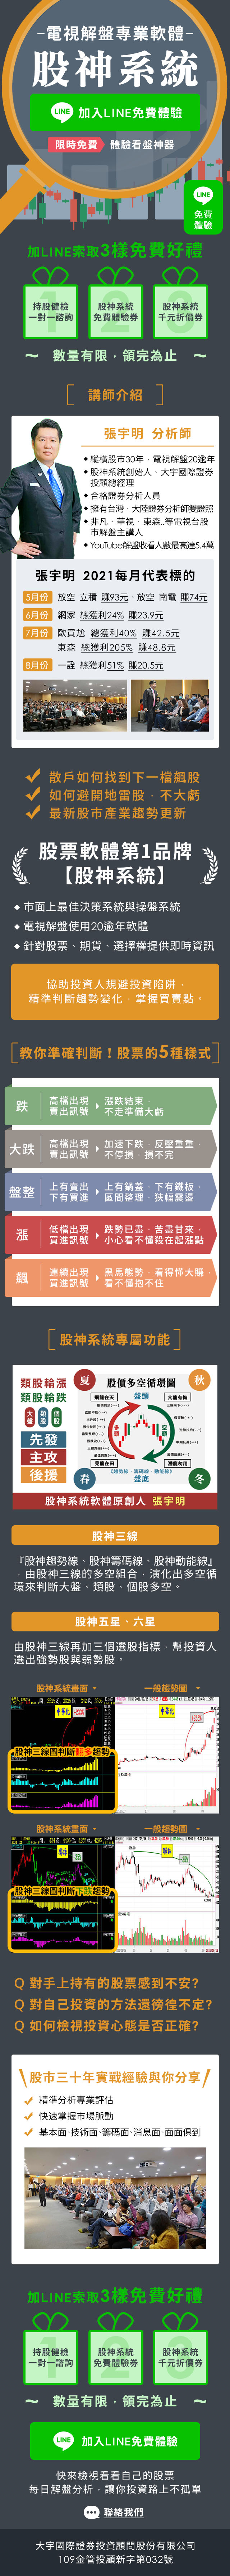 -電視解盤專業軟體-
股神系統
LINE 加入LINE免費體驗
限時免費 體驗看盤神器
LINE
免費
體驗
加LINE索取3樣免費好禮
持股健檢
一對一諮詢
股神系統
免費體驗券
股神系統
千元折價券
~ 數量有限．領完為止 ~
講師介紹
張宇明 分析師
◆ 縱橫股市30年，電視解盤20逾年
◆ 股神系統創始人、大宇國際證券
投顧總經理
◆ 合格證券分析人員
◆ 擁有台灣、大陸證券分析師雙證照
◆ 非凡、華視、東森..等電視台股
市解盤主講人
◆ YouTube解盤收看人數最高達5.4萬
張宇明 2021每月代表標的
5月份 放空 立積 賺93元、放空 南電 賺74元
6月份 網家 總獲利24% 賺23.9元
7月份 歐買尬 總獲利40% 賺42.5元
東森 總獲利205% 賺48.8元
8月份 一詮 總獲利51% 賺20.5元
散戶如何找到下一檔飆股
如何避開地雷股，不大虧
最新股市產業趨勢更新
股票軟體第1品牌
【股神系統】
◆ 市面上最佳決策系統與操盤系統
◆ 電視解盤使用20逾年軟體
◆ 針對股票、期貨、選擇權提供即時資訊
協助投資人規避投資陷阱，
精準判斷趨勢變化，掌握買賣點。
教你準確判斷！股票的5種樣式
跌 高檔出現
賣出訊號 漲跌結束，
不走準備大虧
大跌 高檔出現
賣出訊號 加速下跌，反壓重重，
不停損，損不完
盤整 上有賣出
下有買進 上有鍋蓋，下有鐵板，
區間整理，狹幅震盪
漲 低檔出現
買進訊號 跌勢已盡，苦盡甘來，
小心看不懂殺在起漲點
飆 連續出現
買進訊號 黑馬態勢，看得懂大賺，
看不懂抱不住
股神系統專屬功能
類股輪漲
類股輪跌
大盤 類股 個股
先發
主攻
後援
股價多空循環圖
夏
秋
春
冬
盤頭
盤底
股神系統軟體原創人 張宇明
股神三線
『股神趨勢線、股神籌碼線、股神動能線』
，由股神三線的多空組合，演化出多空循
環來判斷大盤、類股、個股多空。
股神五星、六星
由股神三線再加三個選股指標，幫投資人
選出強勢股與弱勢股。
股神系統畫面
一般趨勢圖
中華化
中華化
股神三線圖判斷翻多趨勢
股神系統畫面
一般趨勢圖
股神三線圖判斷下跌趨勢
Q 對手上持有的股票感到不安？
Q 對自己投資的方法還徬徨不定？
Q 如何檢視投資心態是否正確？
股市三十年實戰經驗與你分享
精準分析專業評估
快速掌握市場脈動
基本面、技術面、籌碼面、消息面，面面俱到
加LINE索取3樣免費好禮
持股健檢
一對一諮詢
股神系統
免費體驗券
股神系統
千元折價券
~ 數量有限．領完為止 ~
LINE 加入LINE免費體驗
快來檢視看看自己的股票
每日解盤分析，讓你投資路上不孤單
聯絡我們
大宇國際證券投資顧問股份有限公司
109金管投顧新字第032號